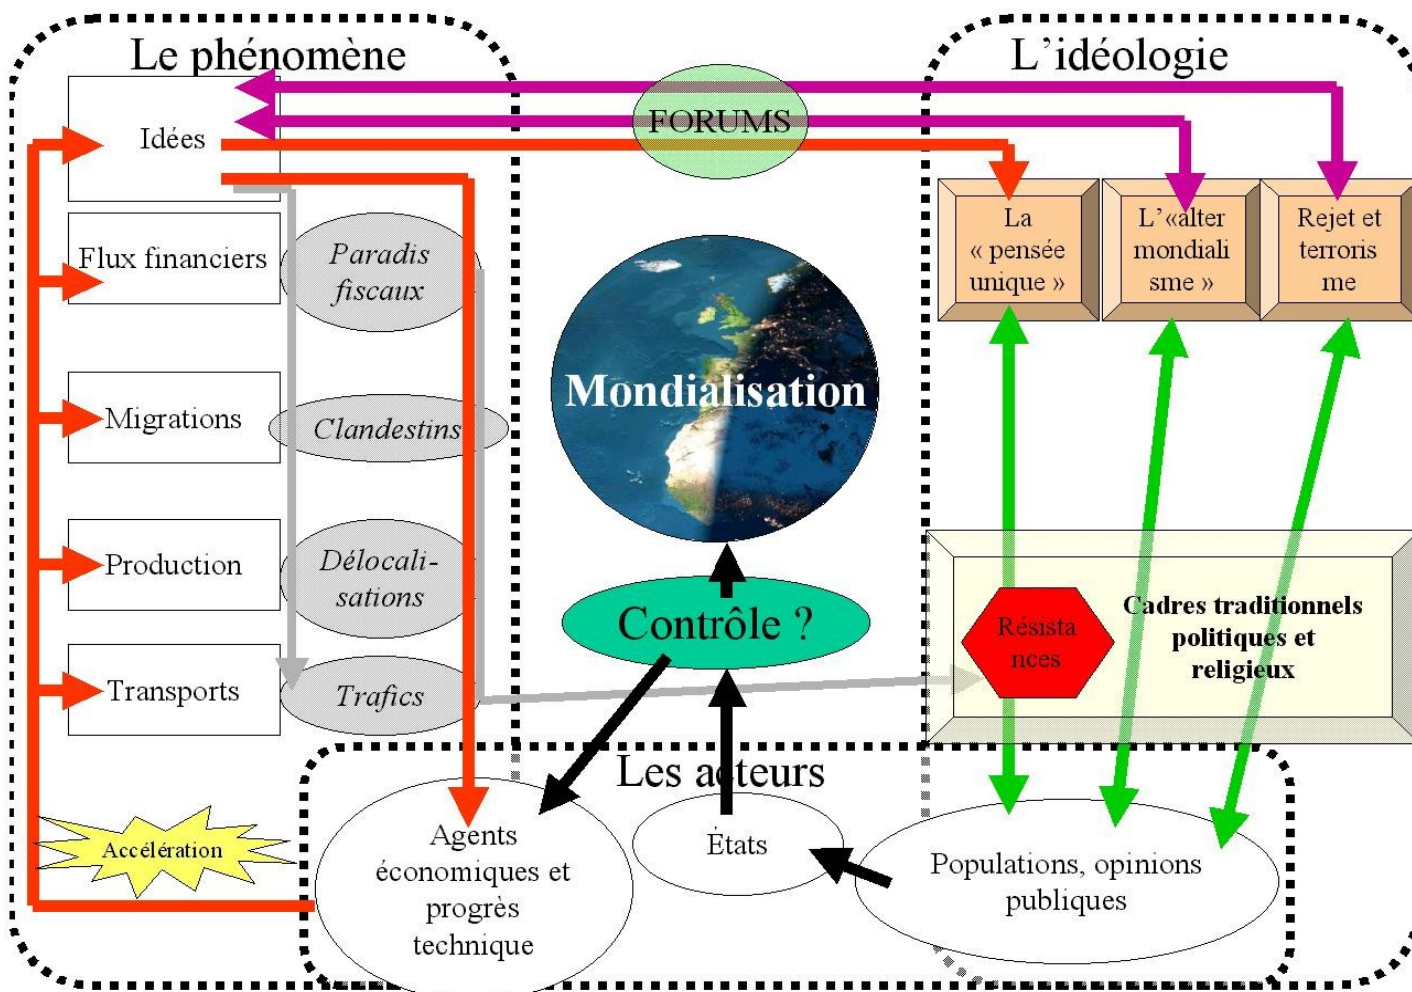 Le phénomène
L'idéologie
Idées
FORUMS
Flux financiers
Paradis
fiscaux
La
« pensée
unique »
L'«alter
mondiali
sme »
Rejet et
terroris
me
Migrations
Clandestins
Mondialisation
Production
Délocali-
sations
Contrôle ?
Résista
nces
Cadres traditionnels
politiques et
religieux
Transports
Trafics
Les acteurs
Accélération
Agents
économiques et
progrès
technique
États
Populations, opinions
publiques